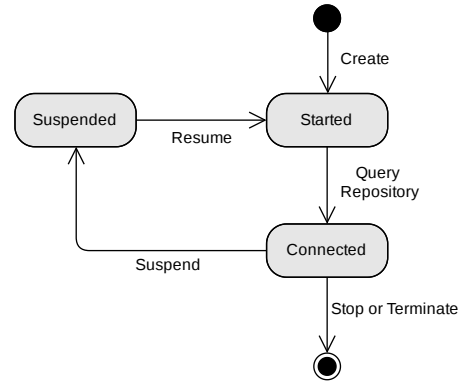 Create
Suspended
Started
Resume
Query
Repository
Connected
Suspend
Stop or Terminate